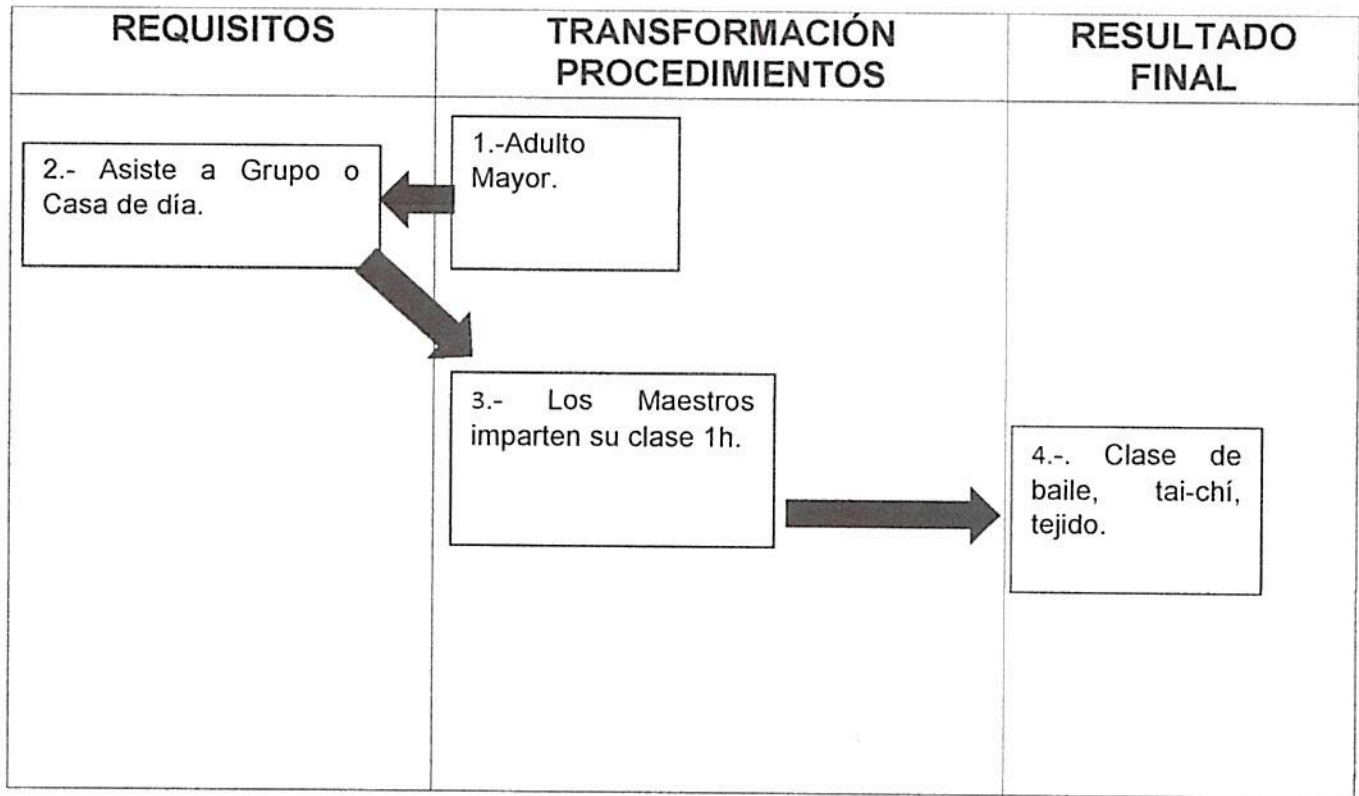 REQUISITOS
TRANSFORMACIÓN
PROCEDIMIENTOS
RESULTADO
FINAL
1.-Adulto
Mayor.
2.- Asiste a Grupo o
Casa de día.
3.- Los Maestros
imparten su clase 1h.
4.-. Clase de
baile, tai-chí,
tejido.